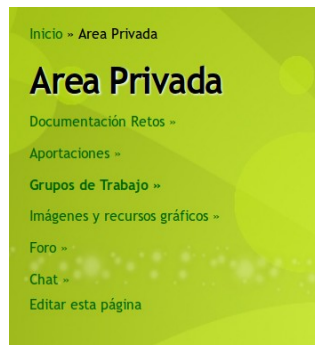 Inicio » Area Privada
Area Privada
Documentación Retos »
Aportaciones »
Grupos de Trabajo »
Imágenes y recursos gráficos »
Foro »
Chat »
Editar esta página